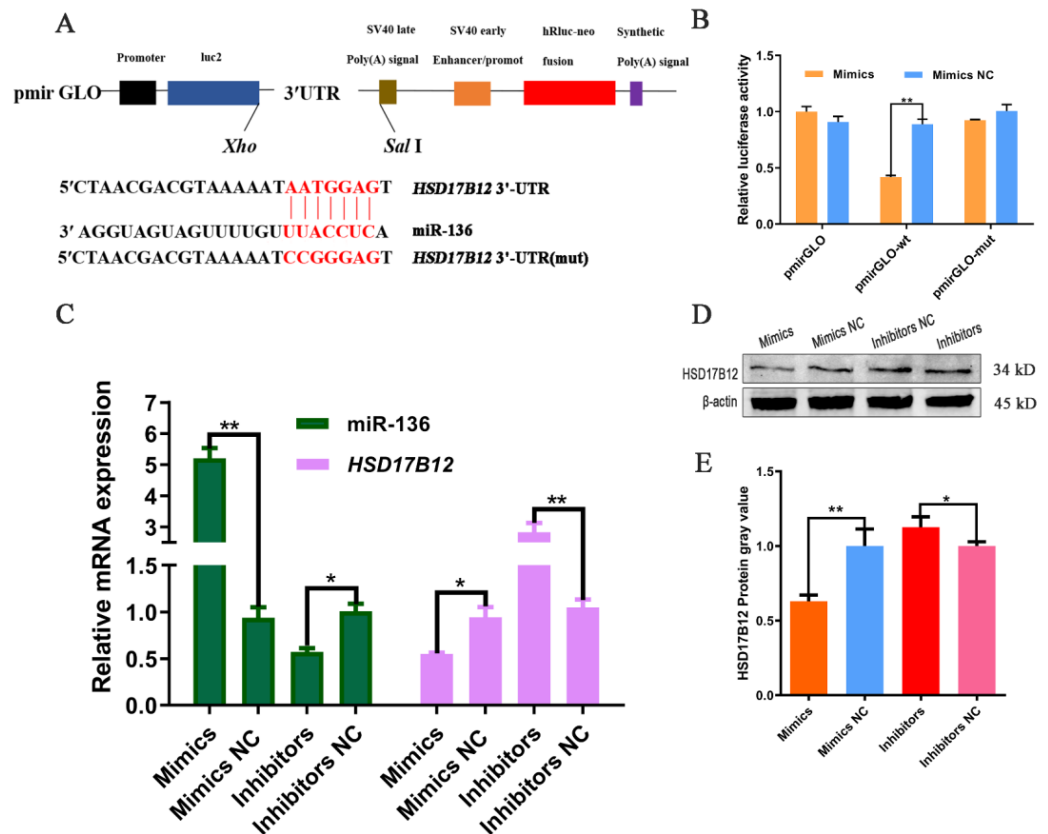 A
Promoter
luc2
SV40 late
Poly(A) signal
SV40 early
Enhancer/promot
hRluc-neo
fusion
Synthetic
Poly(A) signal
pmir GLO
3'UTR
Xho
Sal I
5'CTAACGACGTAAAAATAATGGAGT
HSD17B12 3'-UTR
3' AGGUAGUAGUUUUGUUUACCUCA
miR-136
5'CTAACGACGTAAAAATCCGGGAGT
HSD17B12 3'-UTR(mut)
B
Mimics
Mimics NC
Relative luciferase activity
1.5
1.0
0.5
0.0
**
pmirGLO
pmirGLO-wt
pmirGLO-mut
C
Relative mRNA expression
7
6
5
4
3
1.5
1.0
0.5
0.0
miR-136
HSD17B12
**
*
*
**
Mimics
Mimics NC
Inhibitors
Inhibitors NC
Mimics
Mimics NC
Inhibitors
Inhibitors NC
D
Mimics
Mimics NC
Inhibitors NC
Inhibitors
HSD17B12
34 kD
β-actin
45 kD
E
HSD17B12 Protein gray value
1.5
1.0
0.5
0.0
**
*
Mimics
Mimics NC
Inhibitors
Inhibitors NC